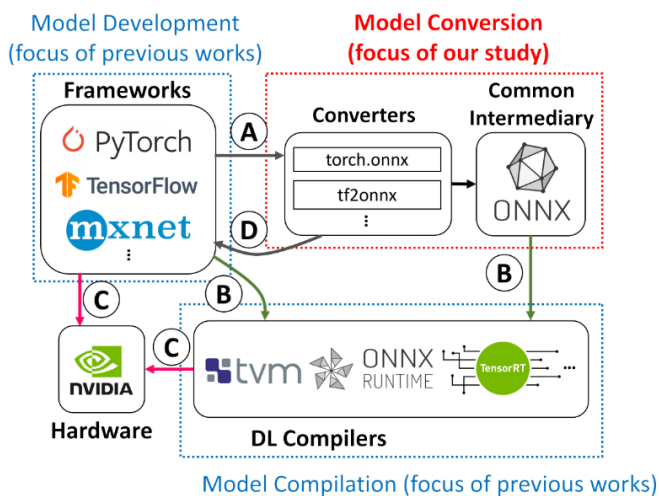 Model Development
(focus of previous works)
Model Conversion
(focus of our study)
Frameworks
PyTorch
TensorFlow
mxnet
⋮
A
D
Converters
torch.onnx
tf2onnx
⋮
Common
Intermediary
ONNX
C
B
B
NVIDIA
Hardware
C
tvm
ONNX
RUNTIME
TensorRT
...
DL Compilers
Model Compilation (focus of previous works)